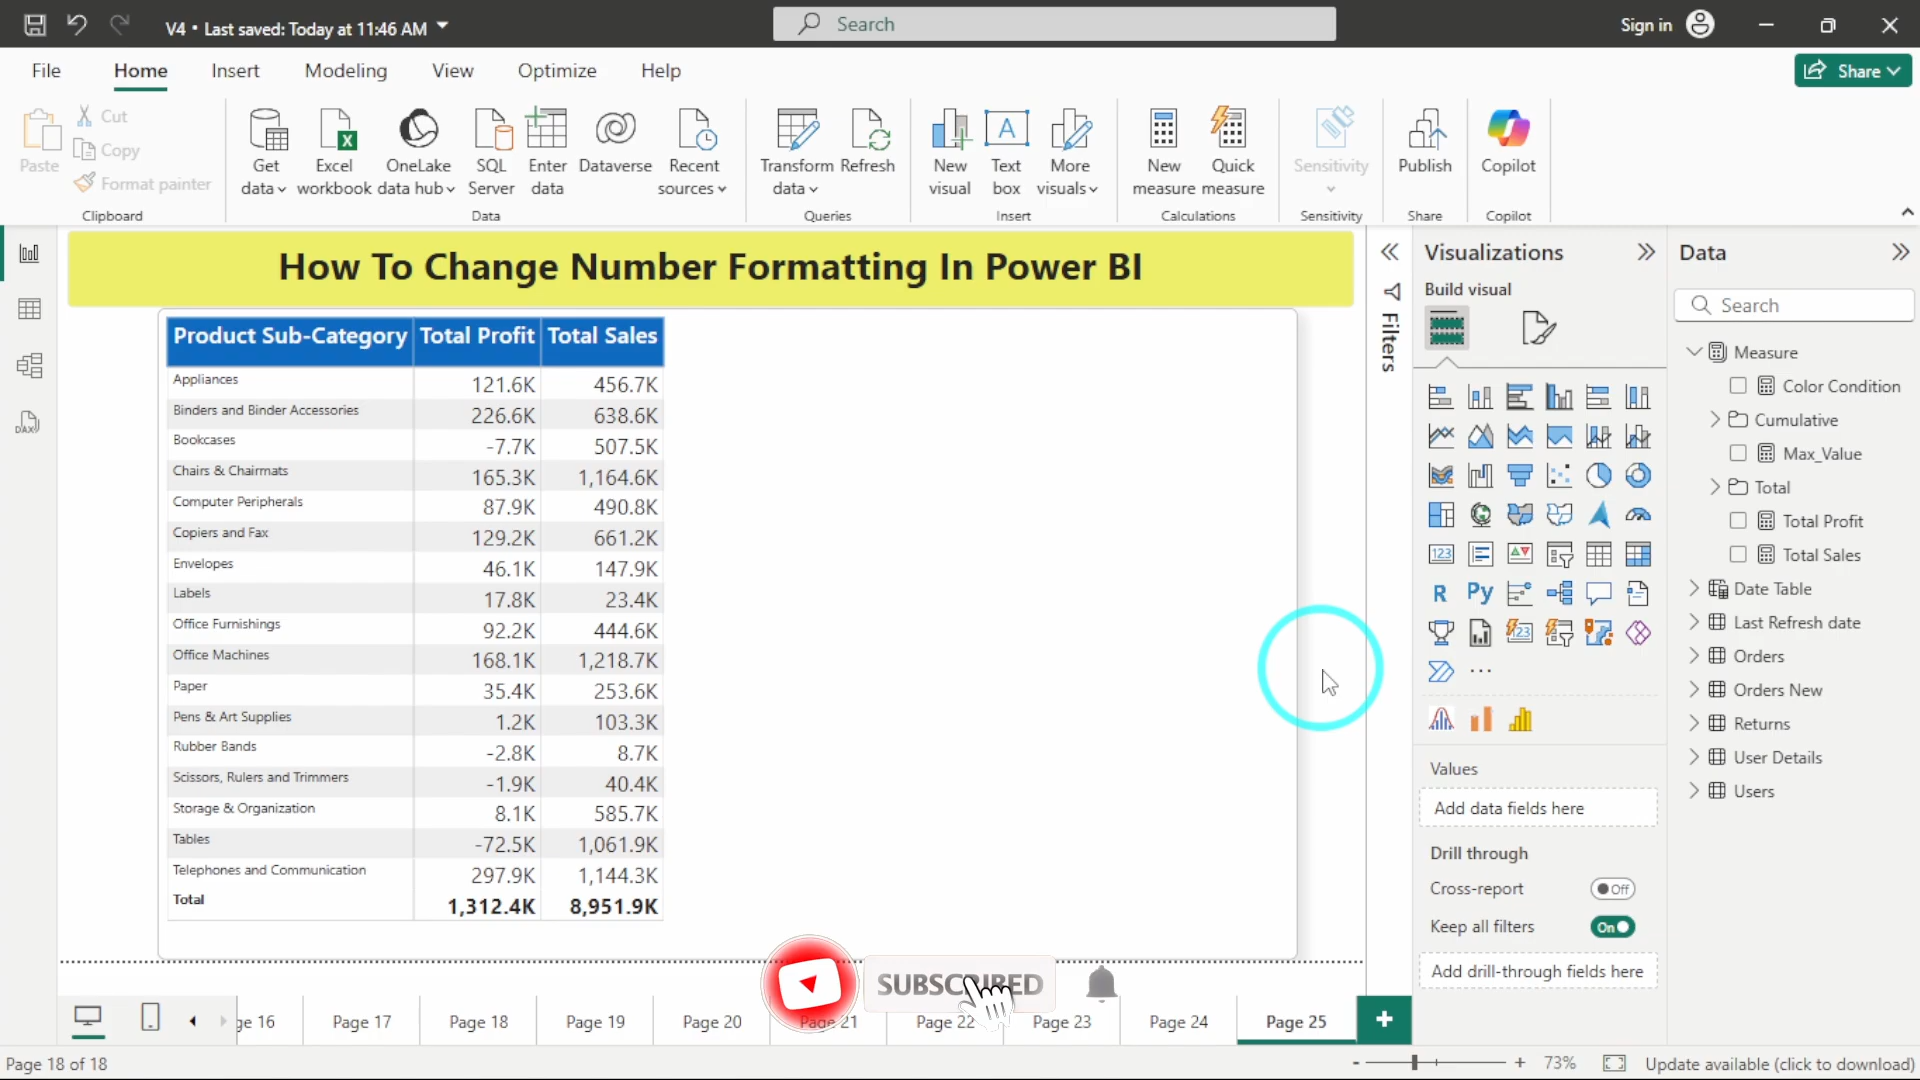 V4 • Last saved: Today at 11:46 AM
Search
Sign in
File Home Insert Modeling View Optimize Help
Share
Paste
Cut
Copy
Format painter
Clipboard
Get data
Excel workbook
OneLake data hub
SQL Server
Enter data
Dataverse
Recent sources
Data
Transform data
Refresh
Queries
New visual
Text box
More visuals
Insert
New measure
Quick measure
Calculations
Sensitivity
Sensitivity
Publish
Share
Copilot
Copilot
How To Change Number Formatting In Power BI
Product Sub-Category Total Profit Total Sales
Appliances 121.6K 456.7K
Binders and Binder Accessories 226.6K 638.6K
Bookcases -7.7K 507.5K
Chairs & Chairmats 165.3K 1,164.6K
Computer Peripherals 87.9K 490.8K
Copiers and Fax 129.2K 661.2K
Envelopes 46.1K 147.9K
Labels 17.8K 23.4K
Office Furnishings 92.2K 444.6K
Office Machines 168.1K 1,218.7K
Paper 35.4K 253.6K
Pens & Art Supplies 1.2K 103.3K
Rubber Bands -2.8K 8.7K
Scissors, Rulers and Trimmers -1.9K 40.4K
Storage & Organization 8.1K 585.7K
Tables -72.5K 1,061.9K
Telephones and Communication 297.9K 1,144.3K
Total 1,312.4K 8,951.9K
Filters
Visualizations
Build visual
123
R Py
123
Values
Add data fields here
Drill through
Cross-report Off
Keep all filters On
Add drill-through fields here
Data
Search
Measure
Color Condition
Cumulative
Max_Value
Total
Total Profit
Total Sales
Date Table
Last Refresh date
Orders
Orders New
Returns
User Details
Users
DAX
SUBSCRIBED
ge 16 Page 17 Page 18 Page 19 Page 20 Page 21 Page 22 Page 23 Page 24 Page 25
Page 18 of 18
- + 73%
Update available (click to download)